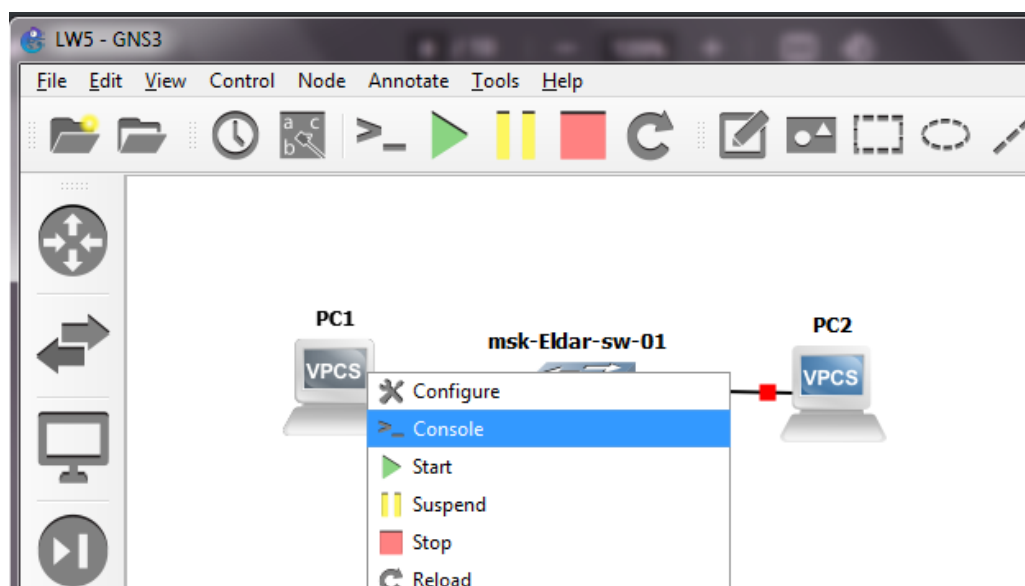 LW5 - GNS3
File Edit View Control Node Annotate Tools Help
a c
b
PC1
msk-Eldar-sw-01
PC2
VPCS
VPCS
Configure
Console
Start
Suspend
Stop
Reload